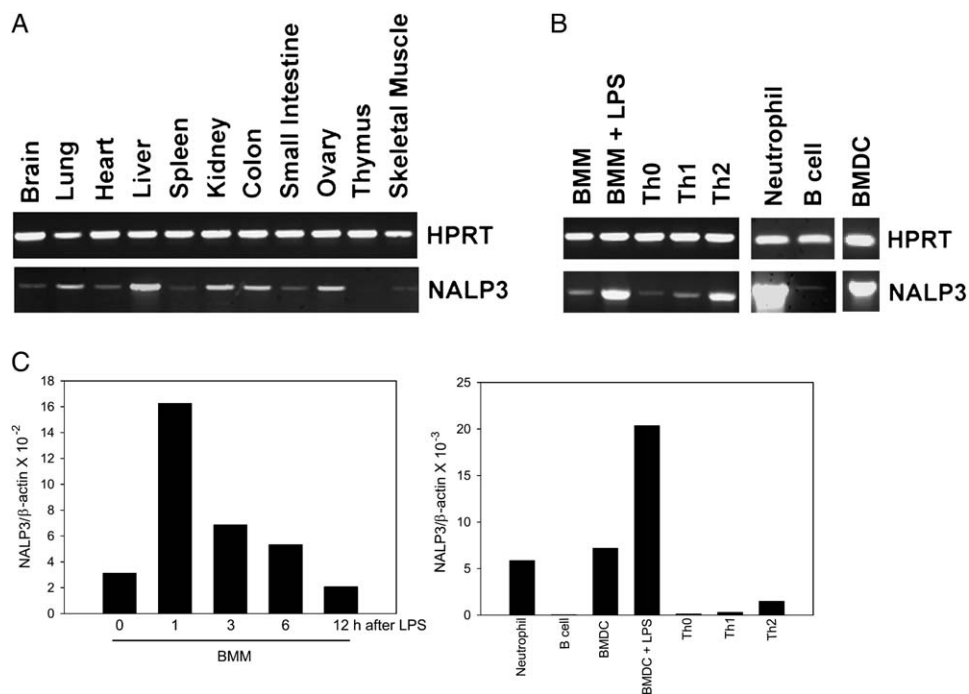 A
Brain
Lung
Heart
Liver
Spleen
Kidney
Colon
Small Intestine
Ovary
Thymus
Skeletal Muscle
HPRT
NALP3
B
BMM
BMM + LPS
Th0
Th1
Th2
Neutrophil
B cell
BMDC
HPRT
NALP3
C
NALP3/β-actin X 10-2
18
16
14
12
10
8
6
4
2
0
0 1 3 6 12 h after LPS
BMM
NALP3/β-actin X 10-3
25
20
15
10
5
0
Neutrophil
B cell
BMDC
BMDC + LPS
Th0
Th1
Th2